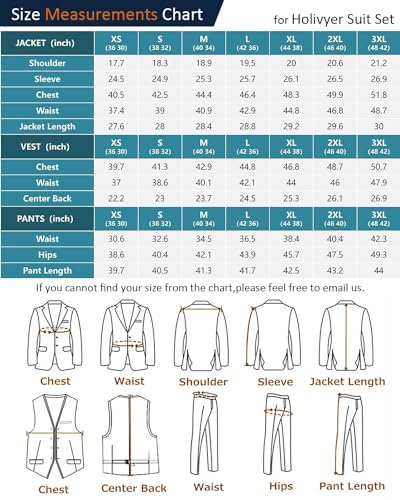 Size Measurements Chart for Holivyer Suit Set
JACKET (inch) XS (36 30) S (38 32) M (40 34) L (42 36) XL (44 38) 2XL (46 40) 3XL (48 42)
Shoulder 17.7 18.3 18.9 19.5 20 20.6 21.2
Sleeve 24.5 24.9 25.3 25.7 26.1 26.5 26.9
Chest 40.5 42.5 44.4 46.4 48.3 50.2 52.2
Waist 37.4 39 40.9 42.9 44.8 46.8 48.7
Jacket Length 27.6 28 28.4 28.8 29.2 29.6 30
VEST (inch) XS (36 30) S (38 32) M (40 34) L (42 36) XL (44 38) 2XL (46 40) 3XL (48 42)
Chest 39.7 41.3 42.9 44.8 46.8 48.7 50.7
Waist 37 38.6 40.1 42.1 44 46 47.9
Center Back 22.2 23 23.7 24.5 25.3 26.1 26.9
PANTS (inch) XS (36 30) S (38 32) M (40 34) L (42 36) XL (44 38) 2XL (46 40) 3XL (48 42)
Waist 30.6 32.6 34.5 36.5 38.4 40.4 42.3
Hips 38.6 40.4 42.1 43.9 45.7 47.5 49.3
Pant Length 39.7 40.5 41.3 41.7 42.5 43.2 44
If you cannot find your size from the chart,please feel free to email us.
Chest Waist Shoulder Sleeve Jacket Length
Chest Center Back Waist Hips Pant Length